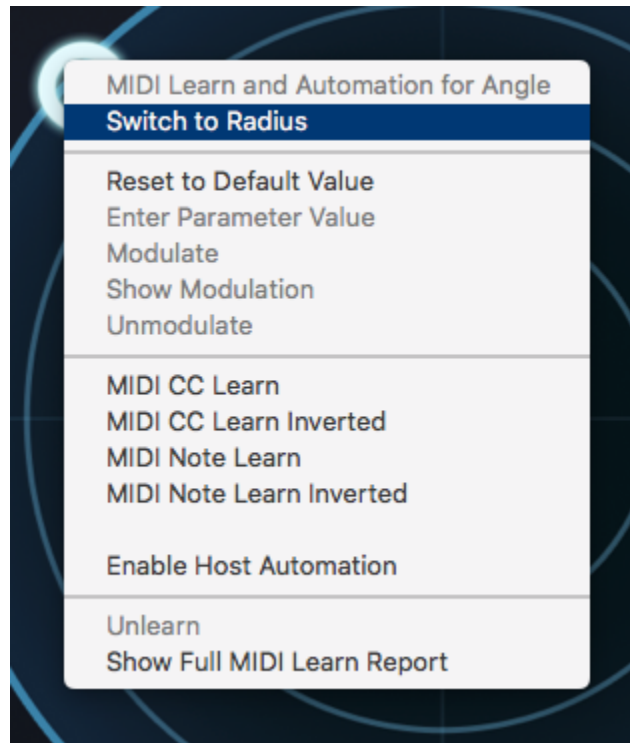 MIDI Learn and Automation for Angle
Switch to Radius
Reset to Default Value
Enter Parameter Value
Modulate
Show Modulation
Unmodulate
MIDI CC Learn
MIDI CC Learn Inverted
MIDI Note Learn
MIDI Note Learn Inverted
Enable Host Automation
Unlearn
Show Full MIDI Learn Report